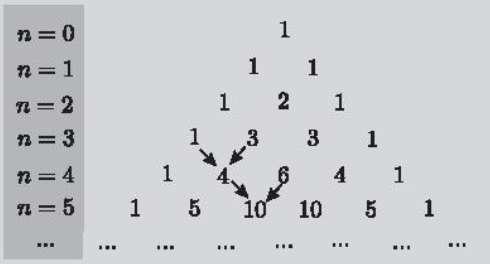 n = 0 1
n = 1 1 1
n = 2 1 2 1
n = 3 1 3 3 1
n = 4 1 4 6 4 1
n = 5 1 5 10 10 5 1
... ... ... ... ... ... ... ...